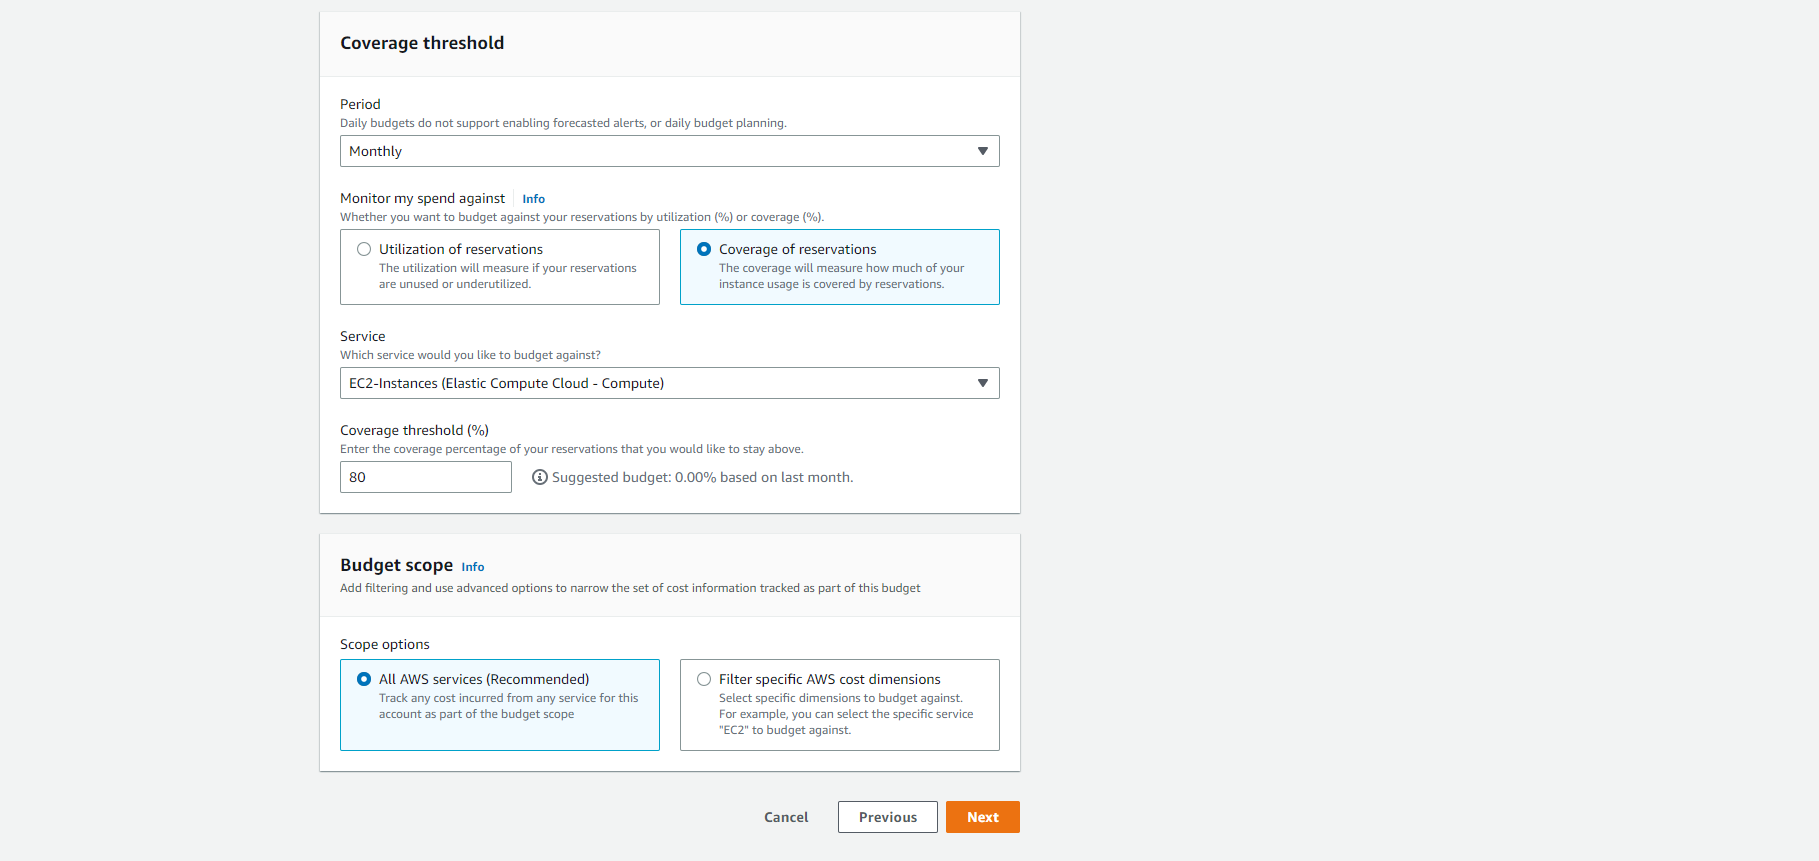 Coverage threshold
Period
Daily budgets do not support enabling forecasted alerts, or daily budget planning.
Monthly
Monitor my spend against Info
Whether you want to budget against your reservations by utilization (%) or coverage (%).
Utilization of reservations
The utilization will measure if your reservations
are unused or underutilized.
Coverage of reservations
The coverage will measure how much of your
instance usage is covered by reservations.
Service
Which service would you like to budget against?
EC2-Instances (Elastic Compute Cloud - Compute)
Coverage threshold (%)
Enter the coverage percentage of your reservations that you would like to stay above.
80
Suggested budget: 0.00% based on last month.
Budget scope Info
Add filtering and use advanced options to narrow the set of cost information tracked as part of this budget
Scope options
All AWS services (Recommended)
Track any cost incurred from any service for this
account as part of the budget scope
Filter specific AWS cost dimensions
Select specific dimensions to budget against.
For example, you can select the specific service
"EC2" to budget against.
Cancel Previous Next